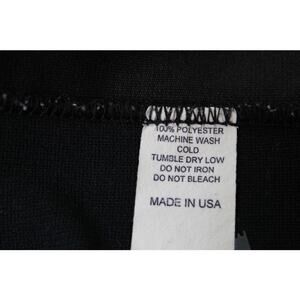 100% POLYESTER
MACHINE WASH
COLD
TUMBLE DRY LOW
DO NOT IRON
DO NOT BLEACH
MADE IN USA